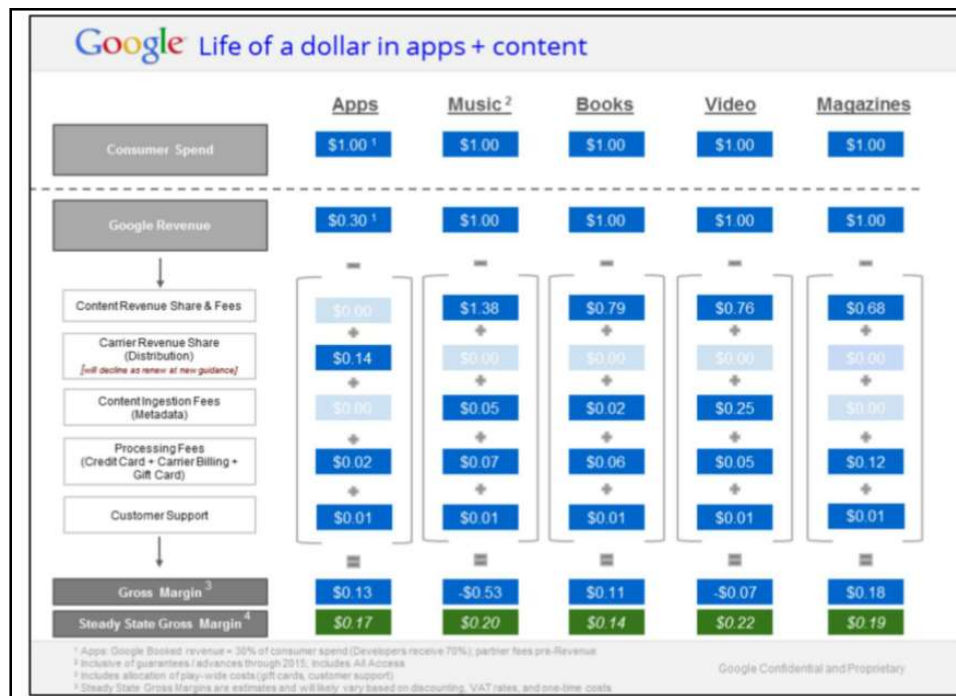 Google Life of a dollar in apps + content
Apps Music 2 Books Video Magazines
Consumer Spend $1.00 1 $1.00 $1.00 $1.00 $1.00
Google Revenue $0.30 1 $1.00 $1.00 $1.00 $1.00
Content Revenue Share & Fees $0.00 $1.38 $0.79 $0.76 $0.68
Carrier Revenue Share
(Distribution) $0.14 $0.00 $0.00 $0.00 $0.00
[will decline as renew at new guidance]
Content Ingestion Fees
(Metadata) $0.00 $0.05 $0.02 $0.25 $0.00
Processing Fees
(Credit Card + Carrier Billing + $0.02 $0.07 $0.06 $0.05 $0.12
Gift Card)
Customer Support $0.01 $0.01 $0.01 $0.01 $0.01
Gross Margin 3 $0.13 -$0.53 $0.11 -$0.07 $0.18
Steady State Gross Margin 4 $0.17 $0.20 $0.14 $0.22 $0.19
1 Apps: Google Booked revenue = 30% of consumer spend (Developers receive 70%); partner fees pre-Revenue
2 Inclusive of guarantees / advances through 2015; Includes All Access
3 Includes allocation of play-wide costs (gift cards, customer support)
3 Steady State Gross Margins are estimates and will likely vary based on discounting, VAT rates, and one-time costs
Google Confidential and Proprietary